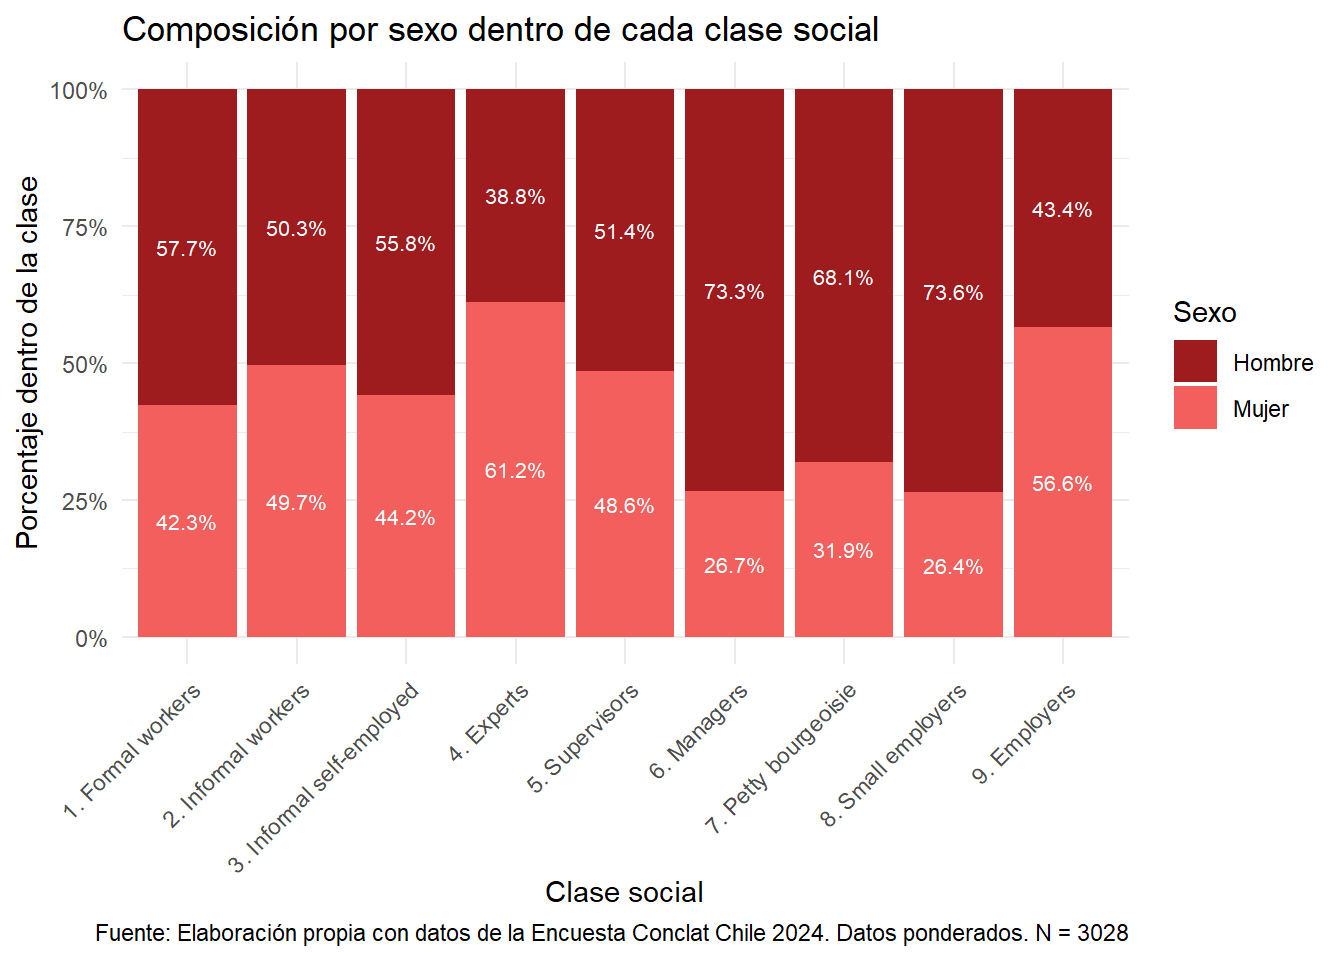 Composición por sexo dentro de cada clase social
Porcentaje dentro de la clase
100%
75%
50%
25%
0%
57.7%
50.3%
55.8%
38.8%
51.4%
73.3%
68.1%
73.6%
43.4%
42.3%
49.7%
44.2%
61.2%
48.6%
26.7%
31.9%
26.4%
56.6%
Sexo
Hombre
Mujer
1. Formal workers
2. Informal workers
3. Informal self-employed
4. Experts
5. Supervisors
6. Managers
7. Petty bourgeoisie
8. Small employers
9. Employers
Clase social
Fuente: Elaboración propia con datos de la Encuesta Conclat Chile 2024. Datos ponderados. N = 3028